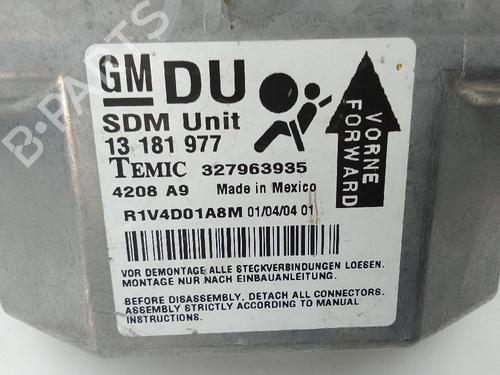 GM DU
SDM Unit
13 181 977
TEMIC 327963935
4208 A9 Made in Mexico
R1V4D01A8M 01/04/04 01
VORNE
FORWARD
VOR DEMONTAGE ALLE STECKVERBINDUNGEN LOESEN.
MONTAGE NUR NACH EINBAUANLEITUNG.
BEFORE DISASSEMBLY, DETACH ALL CONNECTORS.
ASSEMBLY STRICTLY ACCORDING TO MANUAL
INSTRUCTIONS.
B-PARTS